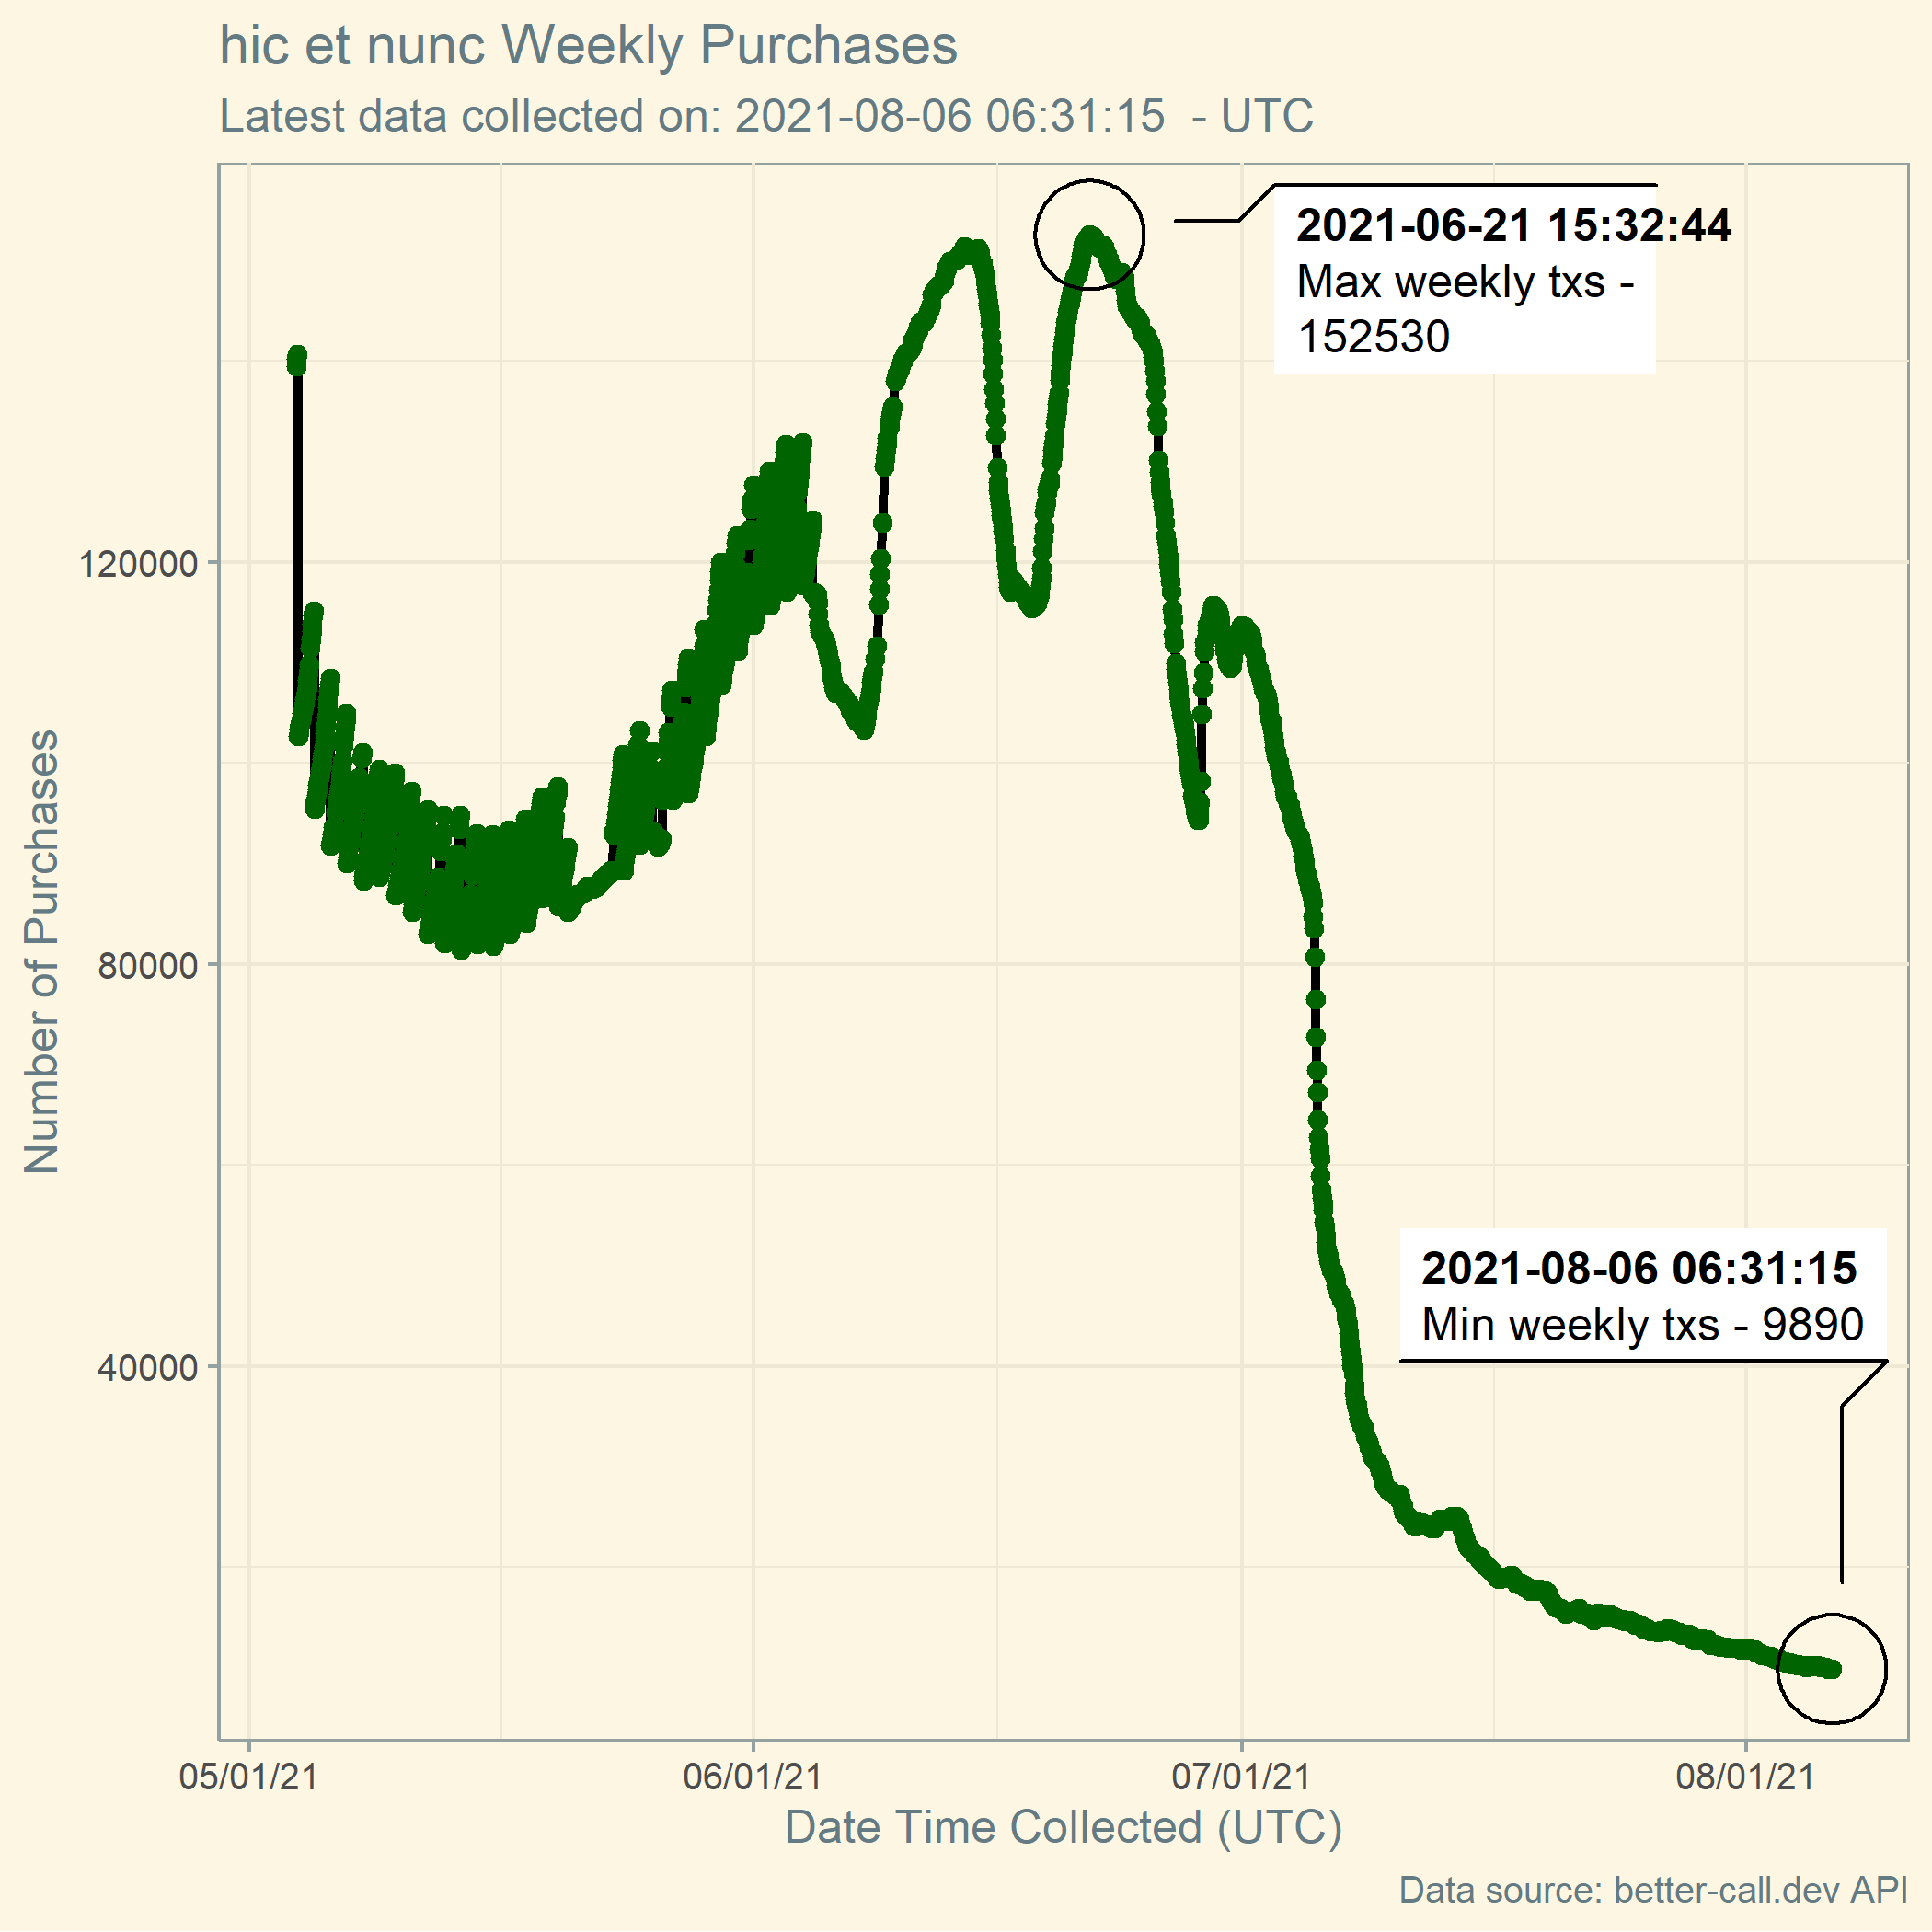 hic et nunc Weekly Purchases
Latest data collected on: 2021-08-06 06:31:15  - UTC
2021-06-21 15:32:44
Max weekly txs -
152530
120000
80000
40000
Number of Purchases
2021-08-06 06:31:15
Min weekly txs - 9890
05/01/21 06/01/21 07/01/21 08/01/21
Date Time Collected (UTC)
Data source: better-call.dev API